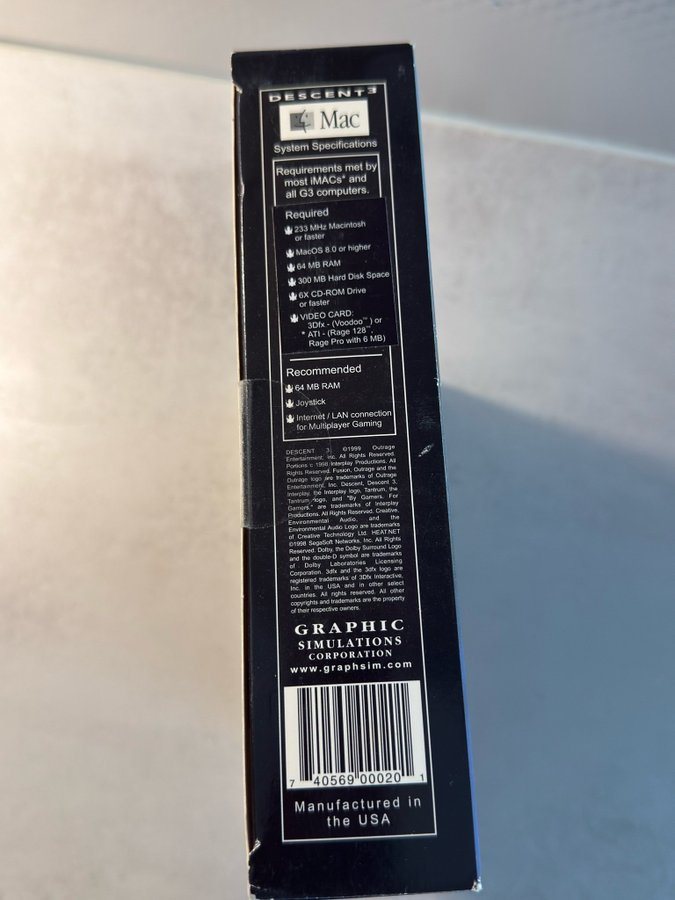 DESCENT 3
Mac
System Specifications
Requirements met by
most iMACs* and
all G3 computers.
Required
233 MHz Macintosh
or faster
MacOS 8.0 or higher
64 MB RAM
300 MB Hard Disk Space
6X CD-ROM Drive
or faster
VIDEO CARD:
3Dfx - (Voodoo™) or
* ATI - (Rage 128™,
Rage Pro with 6 MB)
Recommended
64 MB RAM
Joystick
Internet / LAN connection
for Multiplayer Gaming
DESCENT 3, ©1999 Outrage
Entertainment, Inc. All Rights Reserved.
Portions c 1998 Interplay Productions. All
Rights Reserved. Fusion, Outrage and the
Outrage logo are trademarks of Outrage
Entertainment, Inc. Descent, Descent 3,
Interplay, the Interplay logo, Tantrum, the
Tantrum logo, and "By Gamers. For
Gamers." are trademarks of Interplay
Productions. All Rights Reserved. Creative,
Environmental Audio, and the
Environmental Audio Logo are trademarks
of Creative Technology Ltd. HEAT.NET
©1998 SegaSoft Networks, Inc. All Rights
Reserved. Dolby, the Dolby Surround Logo
and the double-D symbol are trademarks
of Dolby Laboratories Licensing
Corporation. 3dfx and the 3dfx logo are
registered trademarks of 3Dfx Interactive,
Inc. in the USA and in other select
countries. All rights reserved. All other
copyrights and trademarks are the property
of their respective owners.
GRAPHIC
SIMULATIONS
CORPORATION
www.graphsim.com
7 40569 00020 1
Manufactured in
the USA